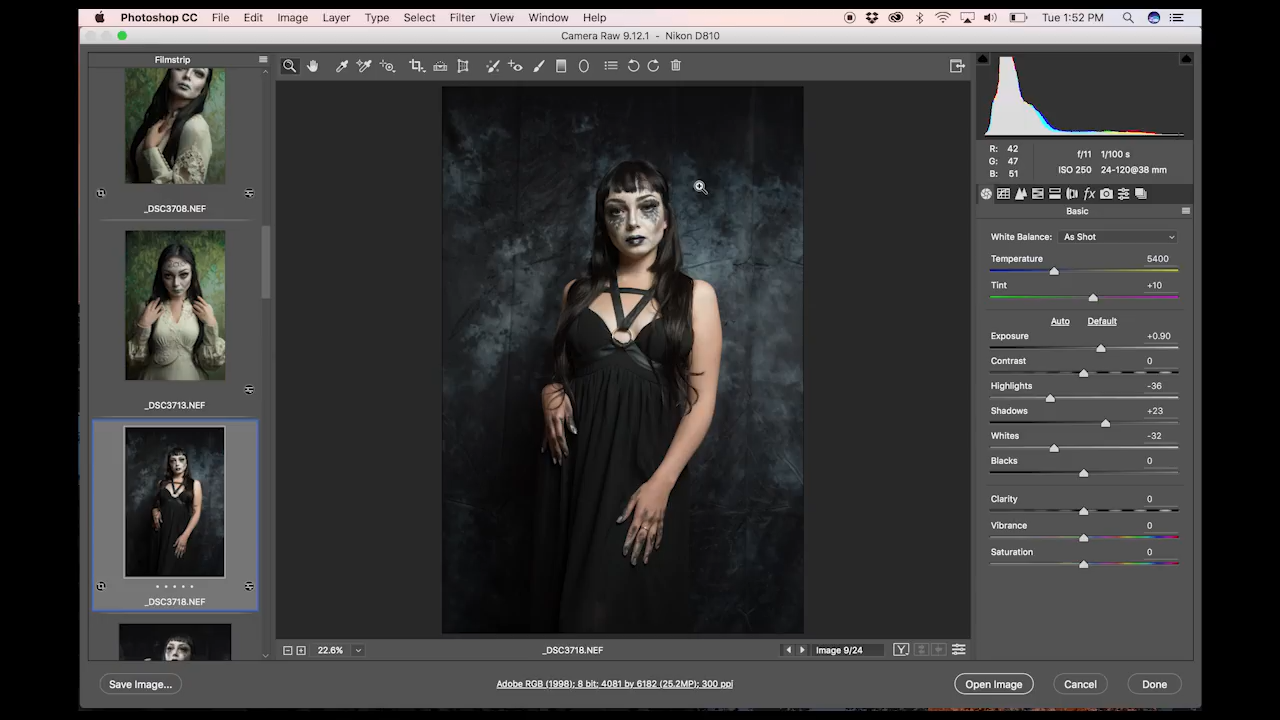 Photoshop CC File Edit Image Layer Type Select Filter View Window Help Tue 1:52 PM
Camera Raw 9.12.1 - Nikon D810
Filmstrip
_DSC3708.NEF
_DSC3713.NEF
_DSC3718.NEF
22.6%
_DSC3718.NEF
Image 9/24
R: 42
G: 47
B: 51
f/11 1/100 s
ISO 250 24-120@38 mm
fx
Basic
White Balance: As Shot
Temperature 5400
Tint +10
Auto Default
Exposure +0.90
Contrast 0
Highlights -36
Shadows +23
Whites -32
Blacks 0
Clarity 0
Vibrance 0
Saturation 0
Save Image...
Adobe RGB (1998); 8 bit; 4081 by 6182 (25.2MP); 300 ppi
Open Image Cancel Done